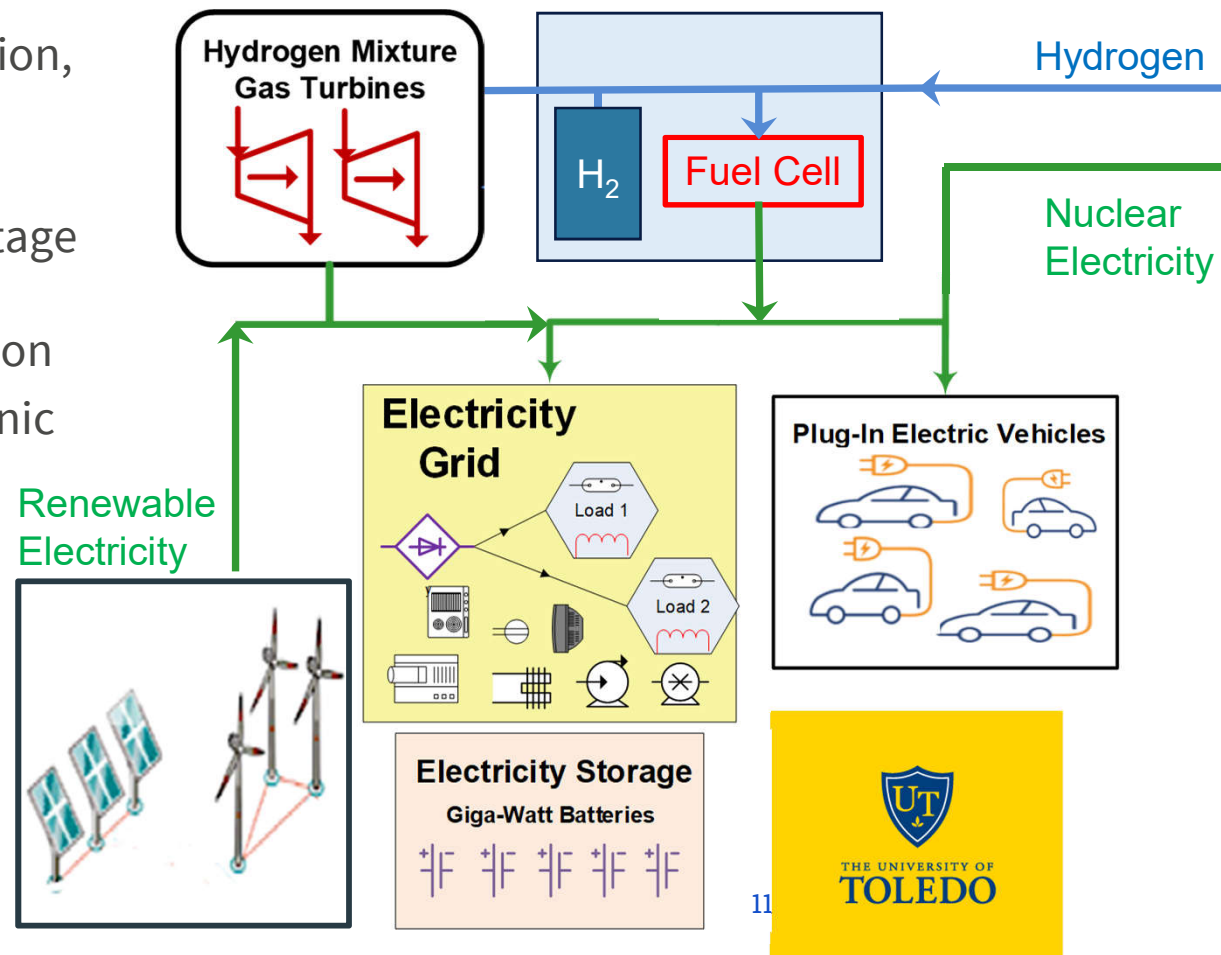 ion,
tage
on
nic
Hydrogen Mixture
Gas Turbines
H₂
Fuel Cell
Hydrogen
Nuclear
Electricity
Renewable
Electricity
Electricity
Grid
Load 1
Load 2
Plug-In Electric Vehicles
Electricity Storage
Giga-Watt Batteries
11
UT
THE UNIVERSITY OF
TOLEDO